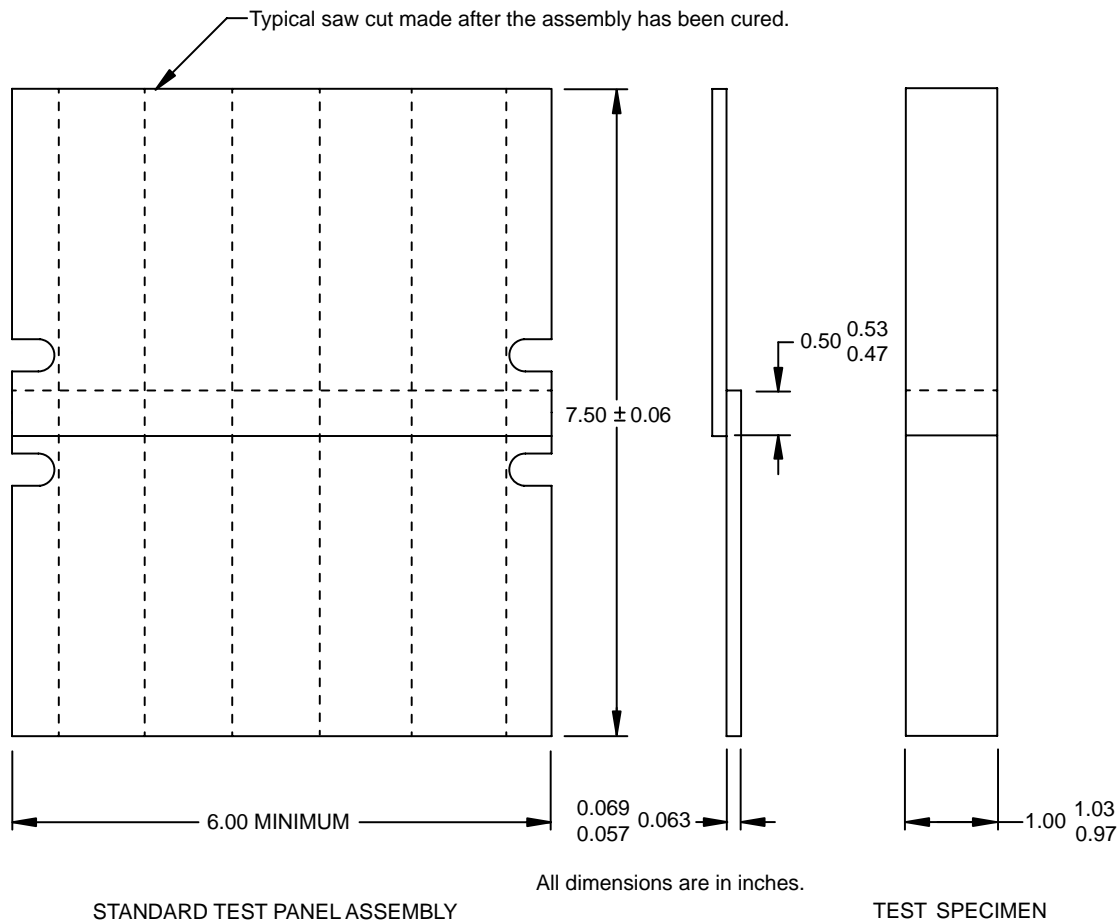 Typical saw cut made after the assembly has been cured.
0.50 0.53
0.47
7.50 ± 0.06
6.00 MINIMUM
0.069
0.057 0.063
1.00 1.03
0.97
All dimensions are in inches.
STANDARD TEST PANEL ASSEMBLY
TEST SPECIMEN